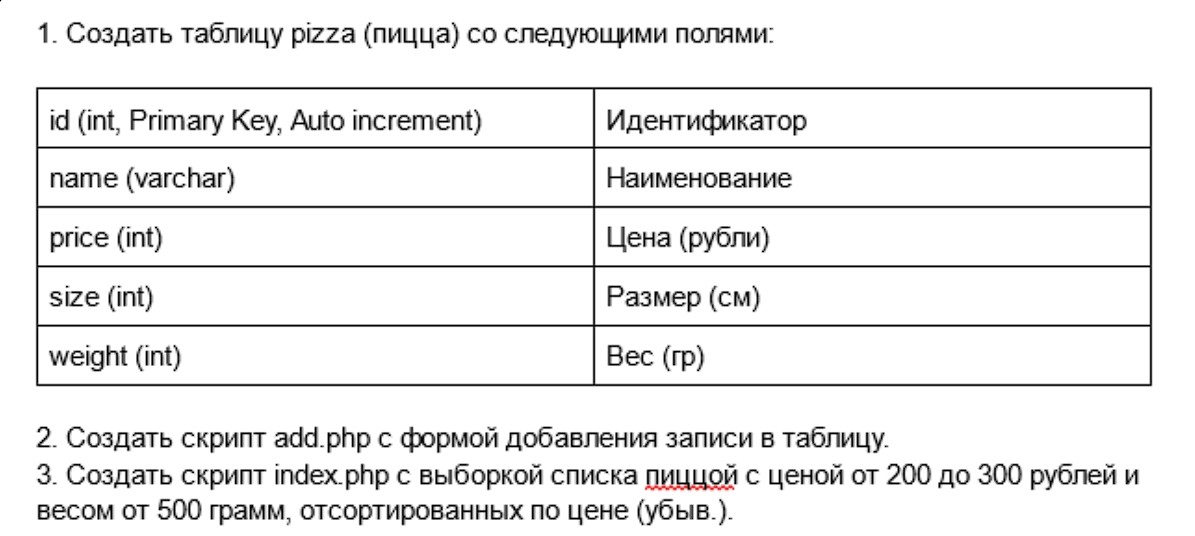 1. Создать таблицу pizza (пицца) со следующими полями:
id (int, Primary Key, Auto increment) Идентификатор
name (varchar) Наименование
price (int) Цена (рубли)
size (int) Размер (см)
weight (int) Вес (гр)
2. Создать скрипт add.php с формой добавления записи в таблицу.
3. Создать скрипт index.php с выборкой списка пиццой с ценой от 200 до 300 рублей и
весом от 500 грамм, отсортированных по цене (убыв.).